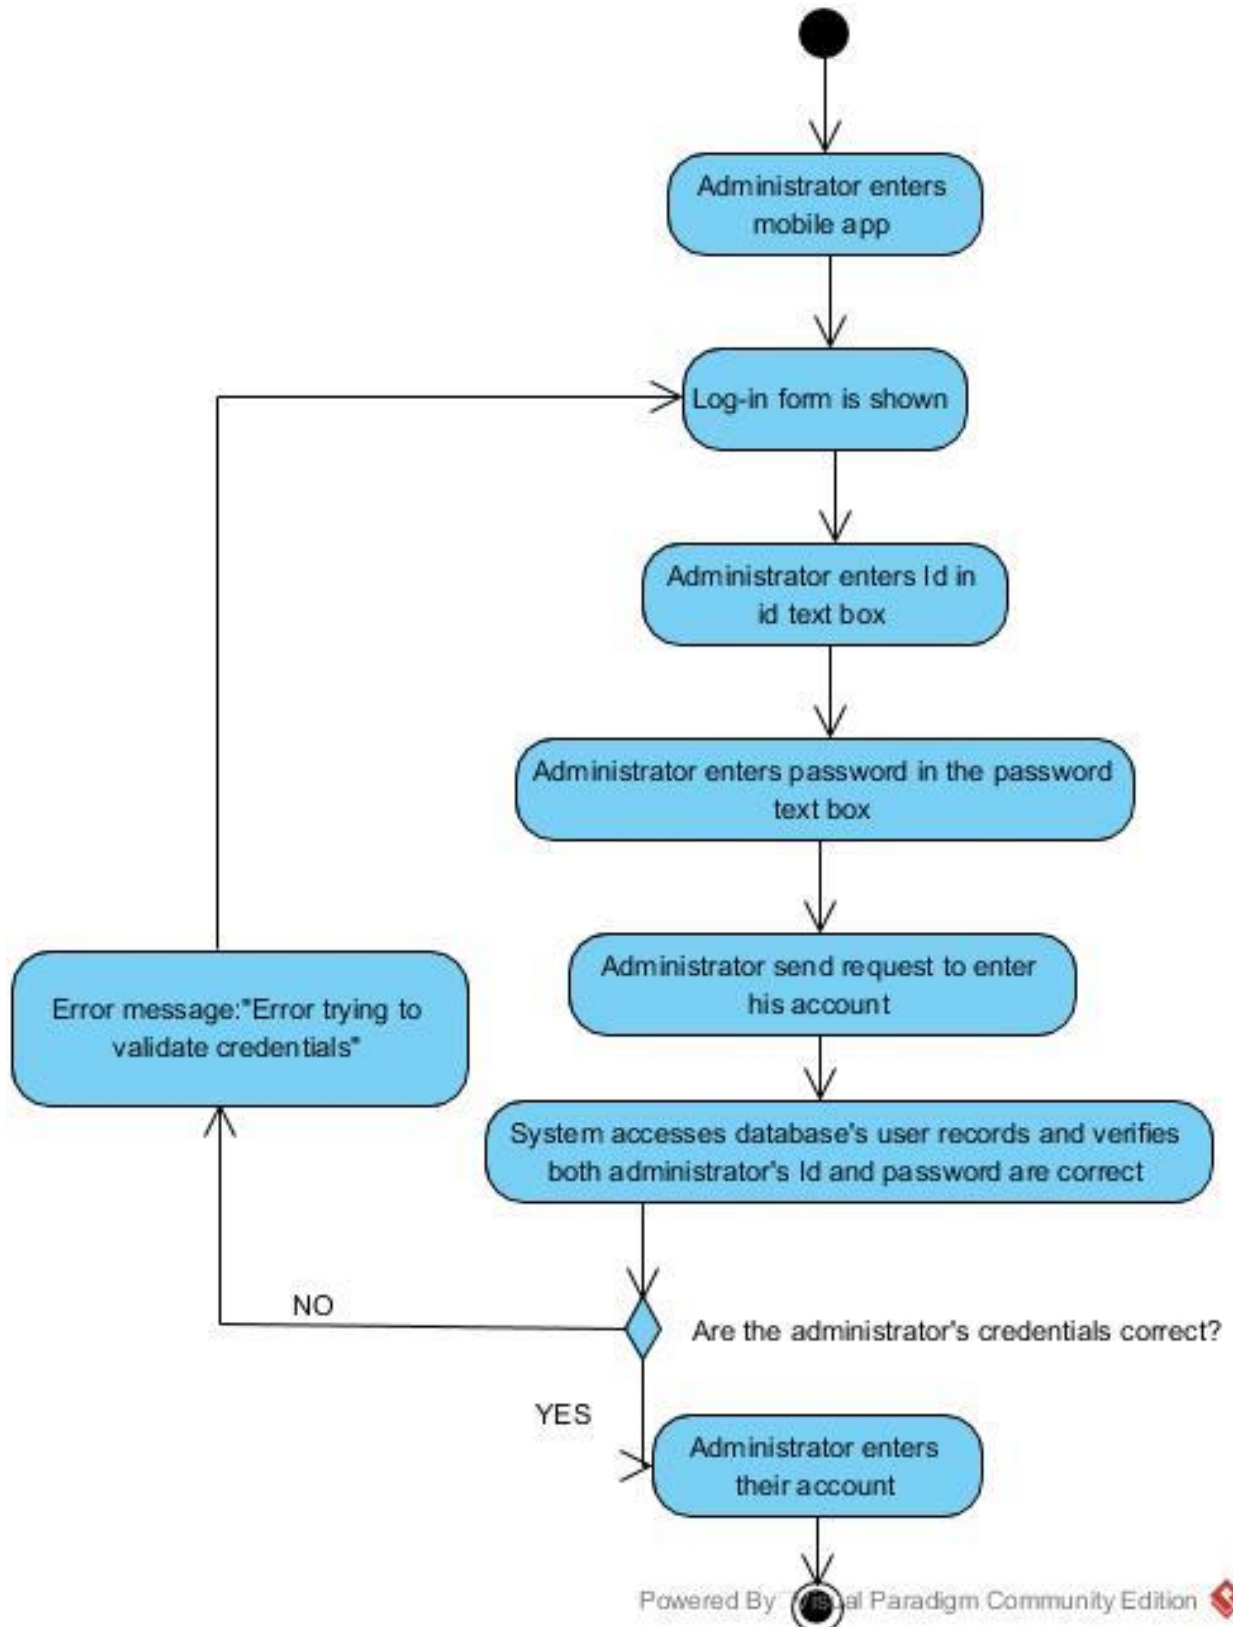 Administrator enters
mobile app
Log-in form is shown
Administrator enters Id in
id text box
Administrator enters password in the password
text box
Administrator send request to enter
his account
Error message:"Error trying to
validate credentials"
System accesses database's user records and verifies
both administrator's Id and password are correct
NO
Are the administrator's credentials correct?
YES
Administrator enters
their account
Powered By Visual Paradigm Community Edition